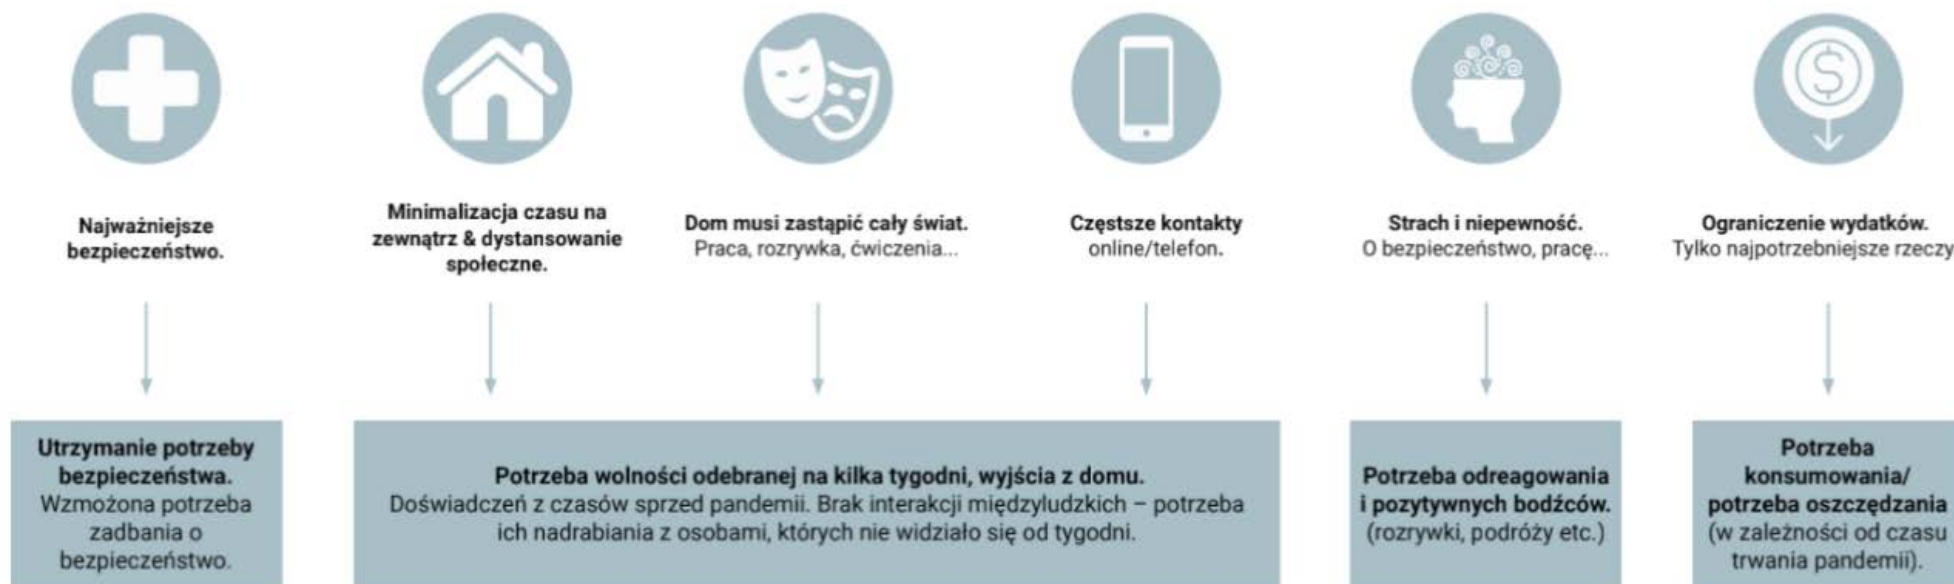 Najważniejsze
bezpieczeństwo.
Minimalizacja czasu na
zewnątrz & dystansowanie
społeczne.
Dom musi zastąpić cały świat.
Praca, rozrywka, ćwiczenia...
Częstsze kontakty
online/telefon.
Strach i niepewność.
O bezpieczeństwo, pracę...
Ograniczenie wydatków.
Tylko najpotrzebniejsze rzeczy
Utrzymanie potrzeby
bezpieczeństwa.
Wzmożona potrzeba
zadbania o
bezpieczeństwo.
Potrzeba wolności odebranej na kilka tygodni, wyjścia z domu.
Doświadczeń z czasów sprzed pandemii. Brak interakcji międzyludzkich – potrzeba
ich nadrabiania z osobami, których nie widziało się od tygodni.
Potrzeba odreagowania
i pozytywnych bodźców.
(rozrywki, podróży etc.)
Potrzeba
konsumowania/
potrzeba oszczędzania
(w zależności od czasu
trwania pandemii).